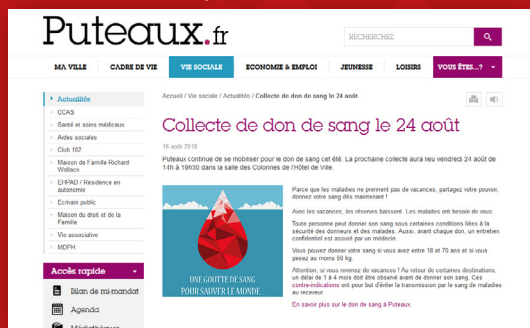 Puteaux.fr
RECHERCHEZ
MA VILLE CADRE DE VIE VIE SOCIALE ECONOMIE & EMPLOI JEUNESSE LOISIRS VOUS ÊTES...?
Actualités
CCAS
Santé et soins médicaux
Aides sociales
Club 102
Maison de Famille Richard
Wallace
EHPAD / Résidence en
autonomie
Ecrivain public
Maison du droit et de la
Famille
Vie associative
MDPH
Accès rapide
Bilan de mi-mandat
Agenda
Médiathèques
Accueil / Vie sociale / Actualités / Collecte de don de sang le 24 août
Collecte de don de sang le 24 août
16 août 2018
Puteaux continue de se mobiliser pour le don de sang cet été. La prochaine collecte aura lieu vendredi 24 août de
14h à 19h30 dans la salle des Colonnes de l'Hôtel de Ville.
UNE GOUTTE DE SANG
POUR SAUVER LE MONDE...
Parce que les maladies ne prennent pas de vacances, partagez votre pouvoir,
donnez votre sang dès maintenant !
Avec les vacances, les réserves baissent. Les malades ont besoin de vous.
Toute personne peut donner son sang sous certaines conditions liées à la
sécurité des donneurs et des malades. Aussi, avant chaque don, un entretien
confidentiel est assuré par un médecin.
Vous pouvez donner votre sang si vous avez entre 18 et 70 ans et si vous
pesez au moins 50 kg.
Attention, si vous revenez de vacances ! Au retour de certaines destinations,
un délai de 1 à 4 mois doit être observé avant de donner son sang. Ces
contre-indications ont pour but d'éviter la transmission par le sang de maladies
au receveur.
En savoir plus sur le don de sang à Puteaux